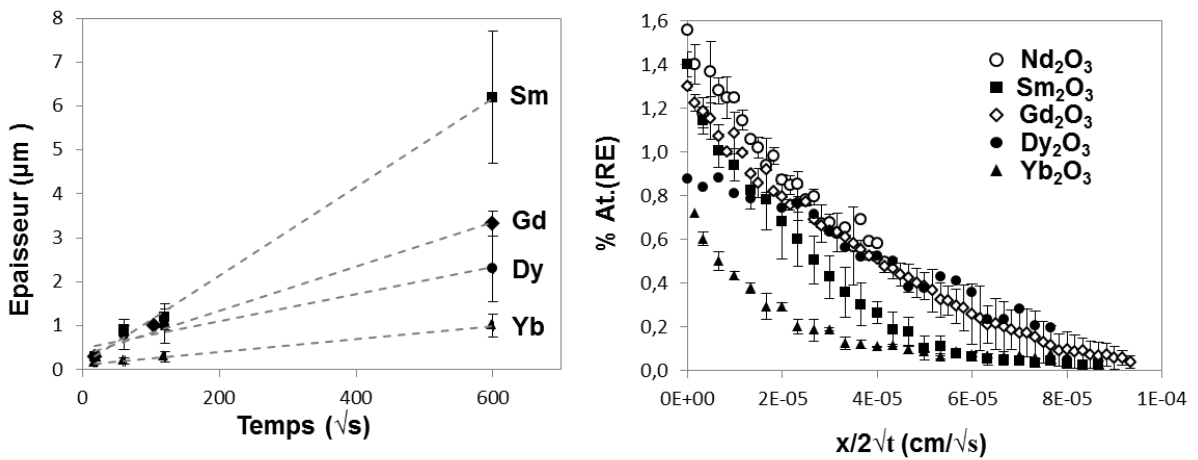 8
7
6
5
4
3
2
1
0
0
200
400
600
Epaisseur (µm )
Temps (√s)
Sm
Gd
Dy
Yb
1,6
1,4
1,2
1,0
0,8
0,6
0,4
0,2
0,0
0E+00
2E-05
4E-05
6E-05
8E-05
1E-04
% At.(RE)
x/2√t (cm/√s)
Nd₂O₃
Sm₂O₃
Gd₂O₃
Dy₂O₃
Yb₂O₃